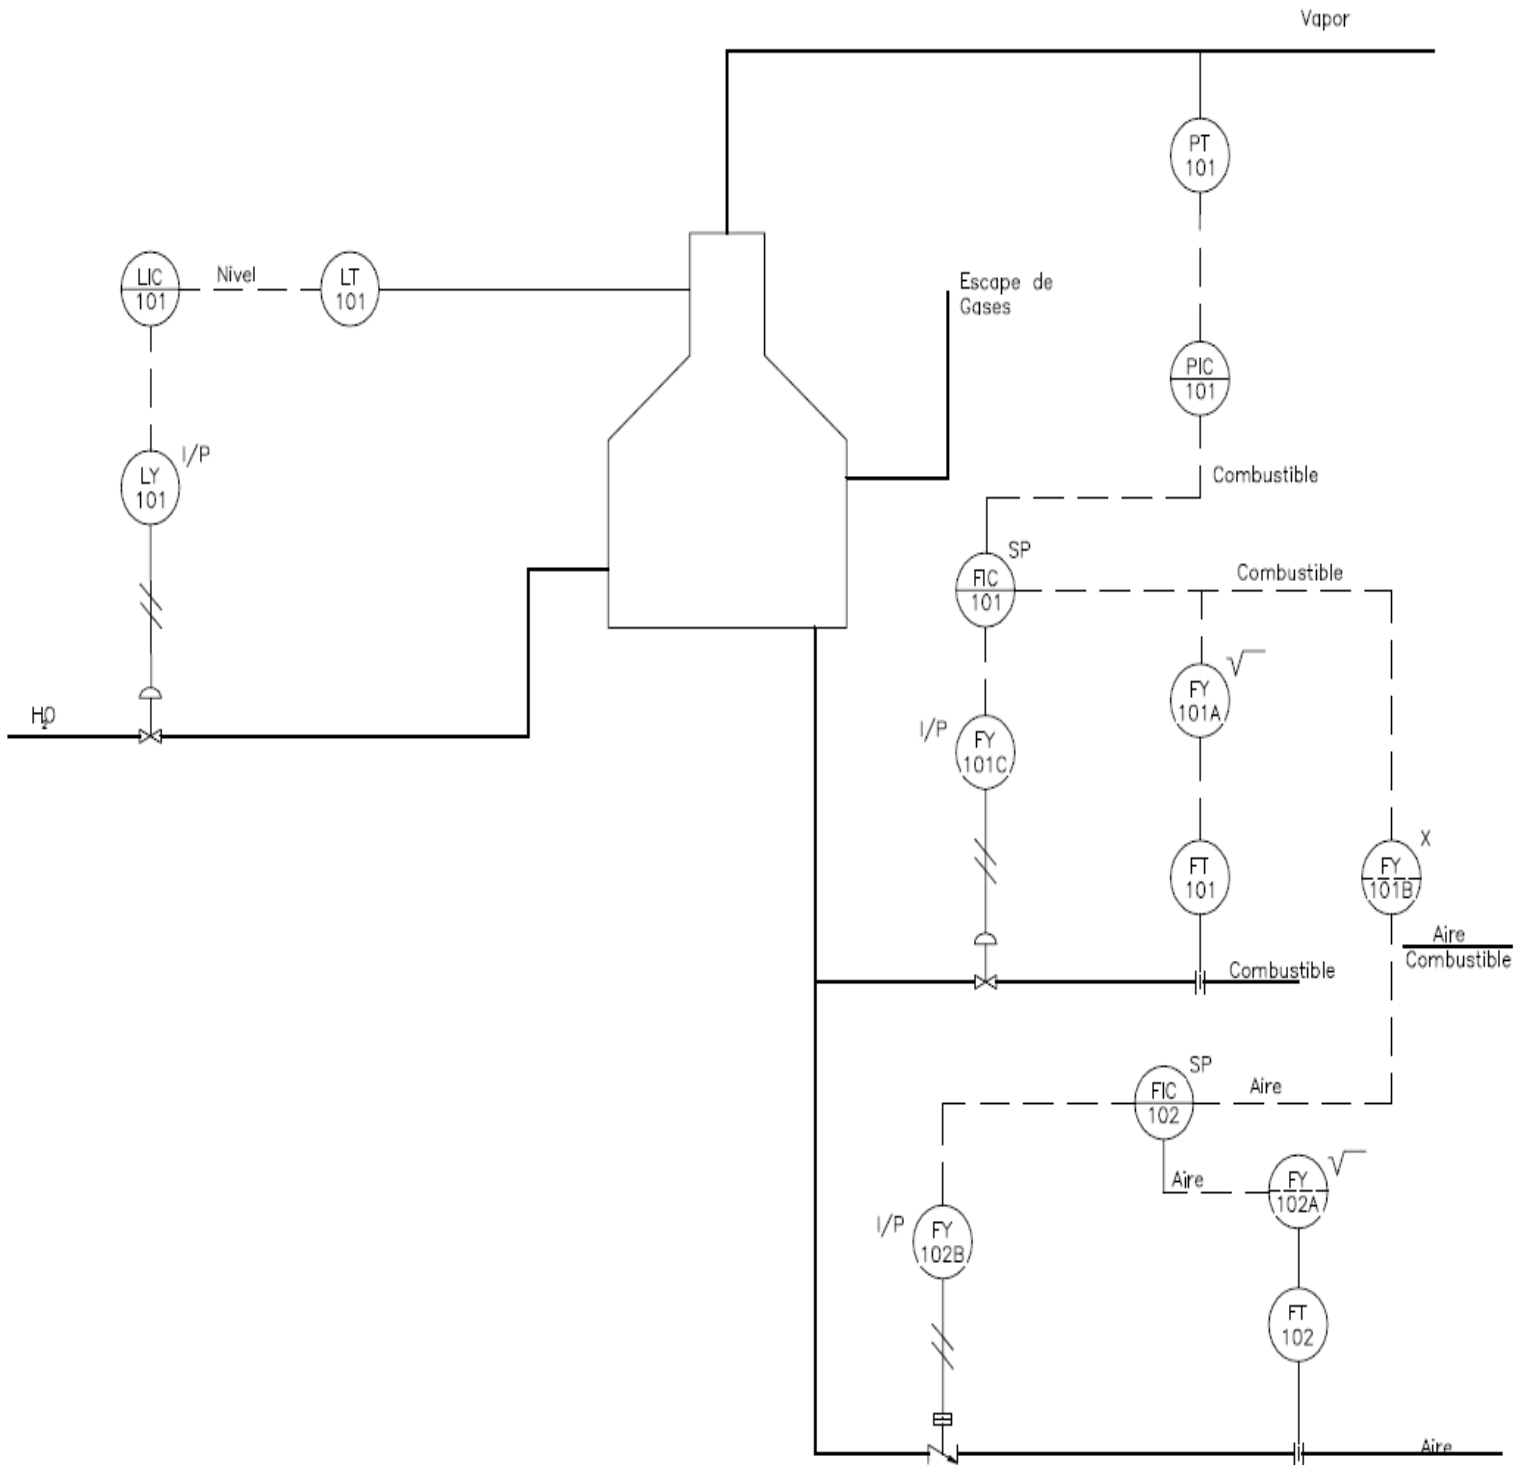 Vapor
PT
101
LIC
101
Nivel
LT
101
Escape de
Gases
PIC
101
I/P
LY
101
Combustible
SP
FIC
101
Combustible
√
FY
101A
H2O
I/P
FY
101C
X
FT
101
FY
101B
Aire
Combustible
Combustible
SP
FIC
102
Aire
√
Aire
FY
102A
I/P
FY
102B
FT
102
Aire